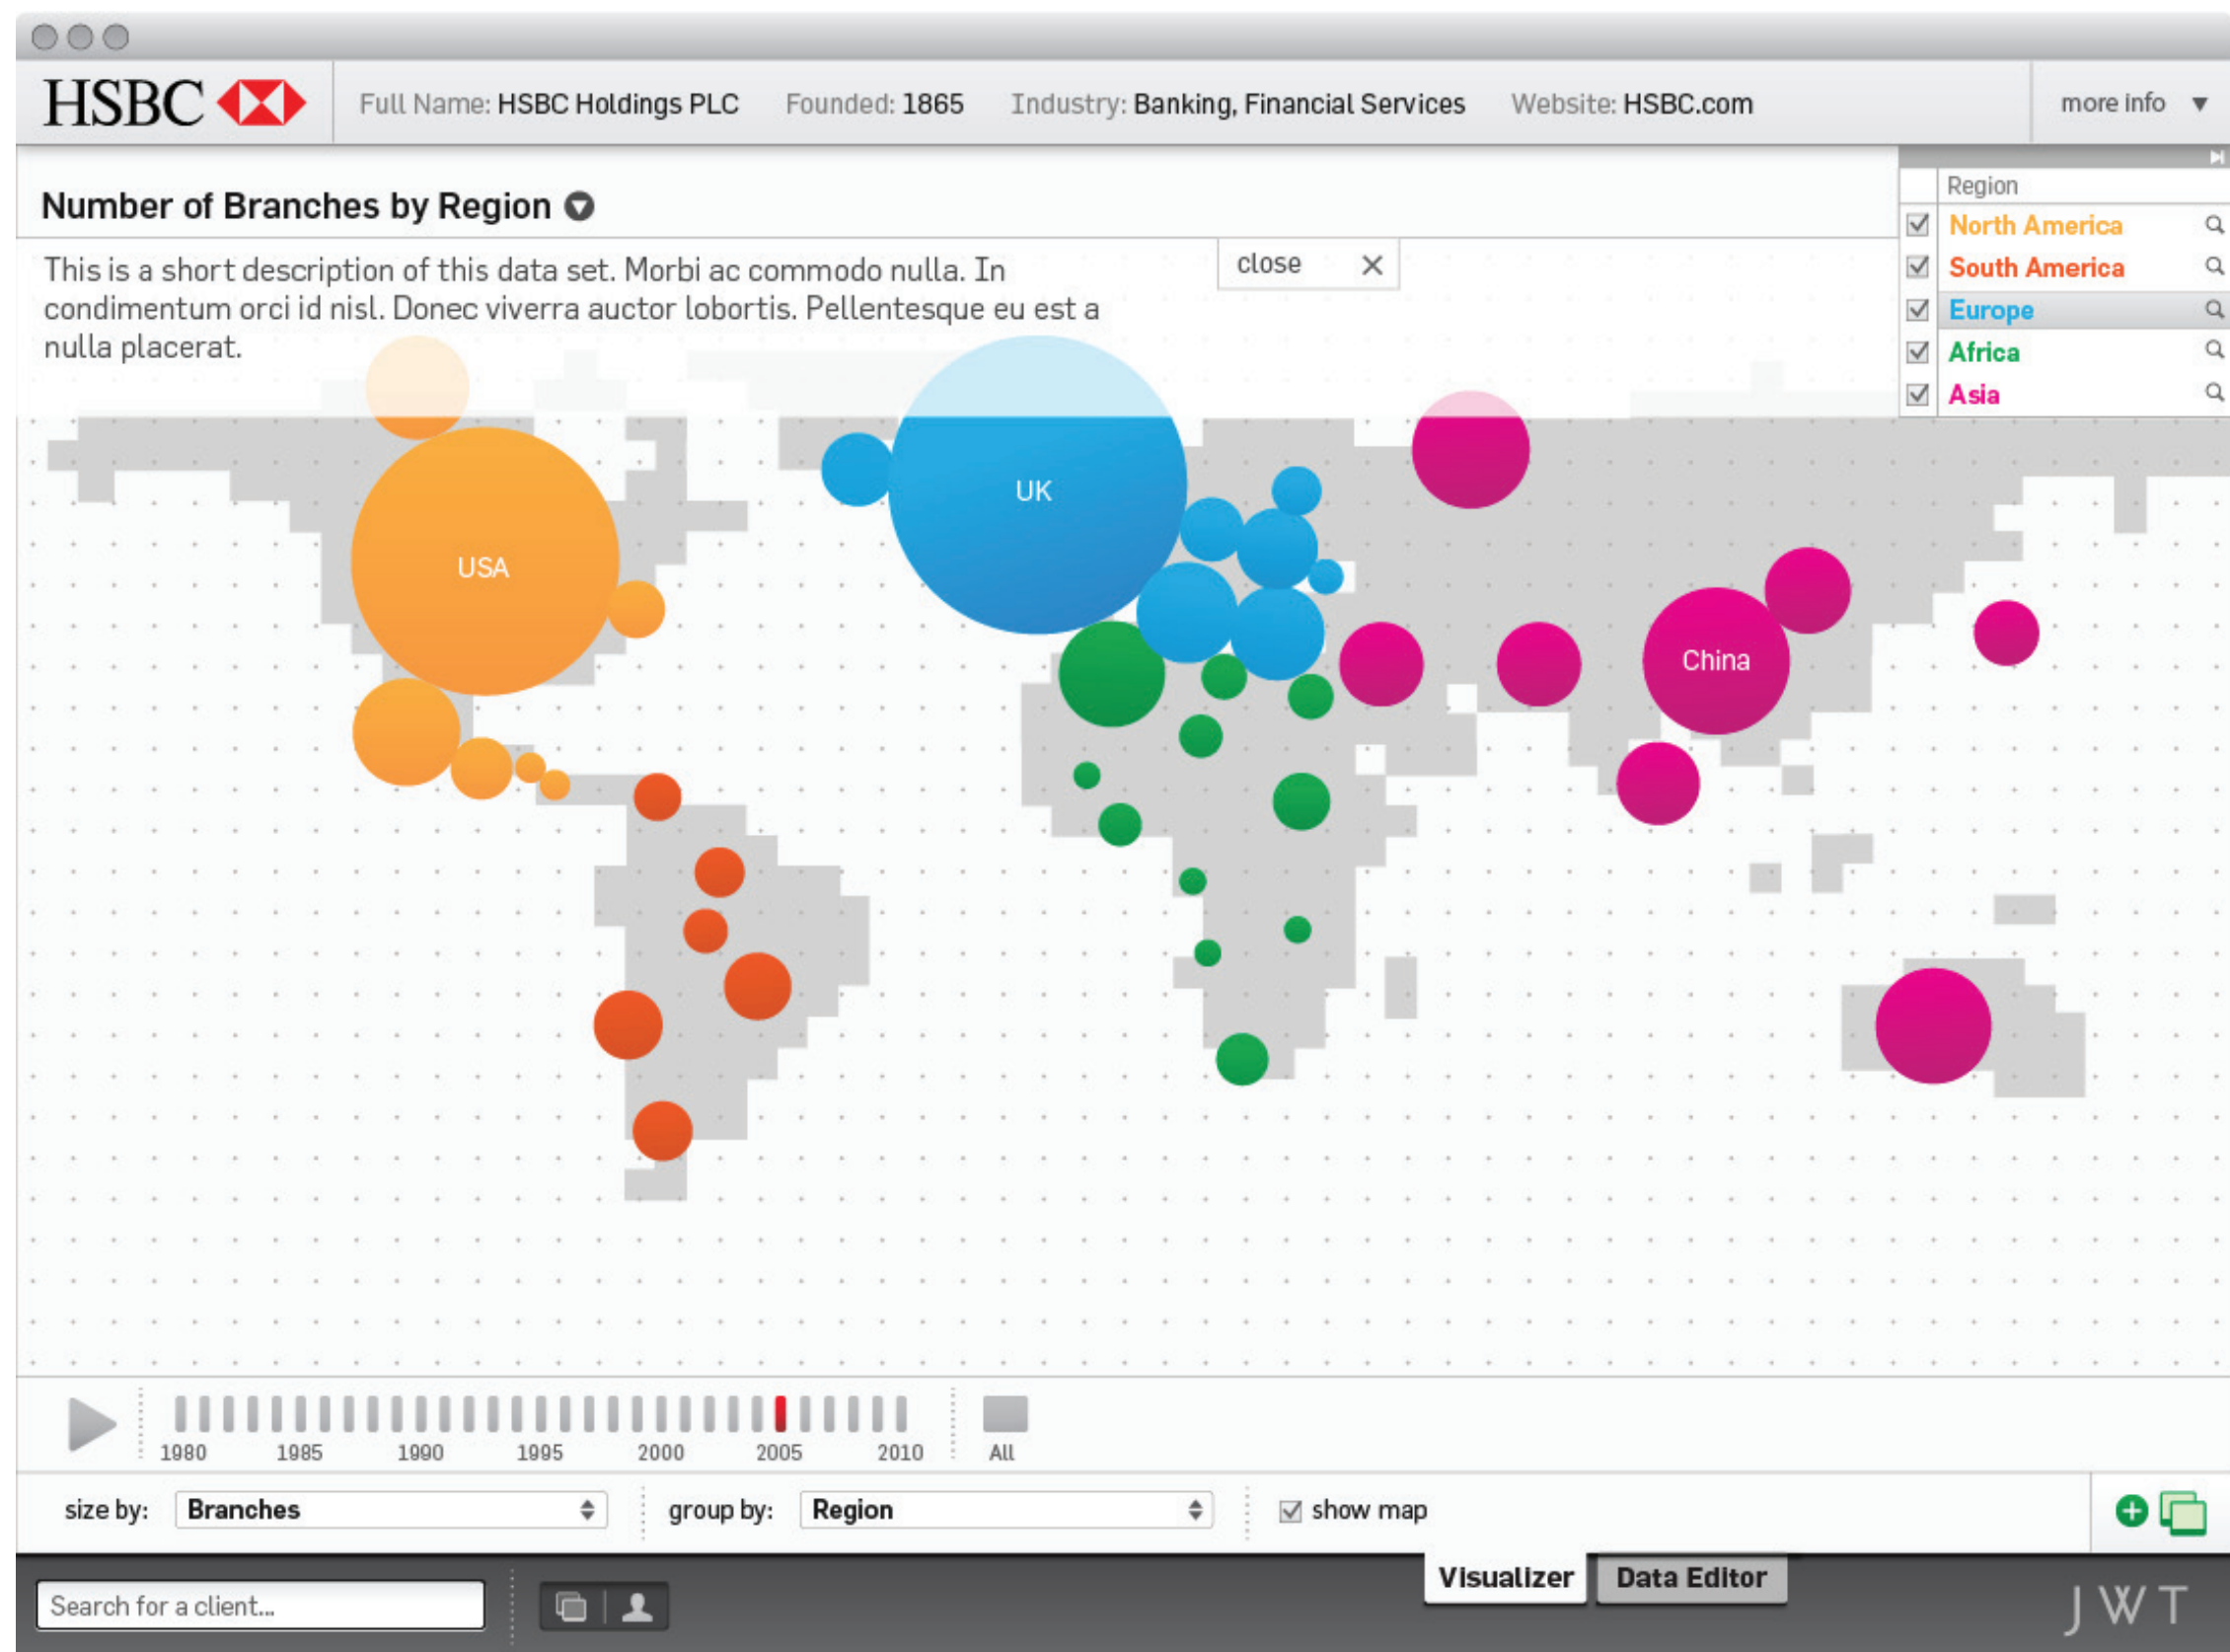 HSBC
Full Name: HSBC Holdings PLC
Founded: 1865
Industry: Banking, Financial Services
Website: HSBC.com
more info
Number of Branches by Region
Region
North America
South America
Europe
Africa
Asia
This is a short description of this data set. Morbi ac commodo nulla. In
condimentum orci id nisl. Donec viverra auctor lobortis. Pellentesque eu est a
nulla placerat.
close
UK
USA
China
1980
1985
1990
1995
2000
2005
2010
All
size by:
Branches
group by:
Region
show map
Visualizer
Data Editor
Search for a client...
JWT